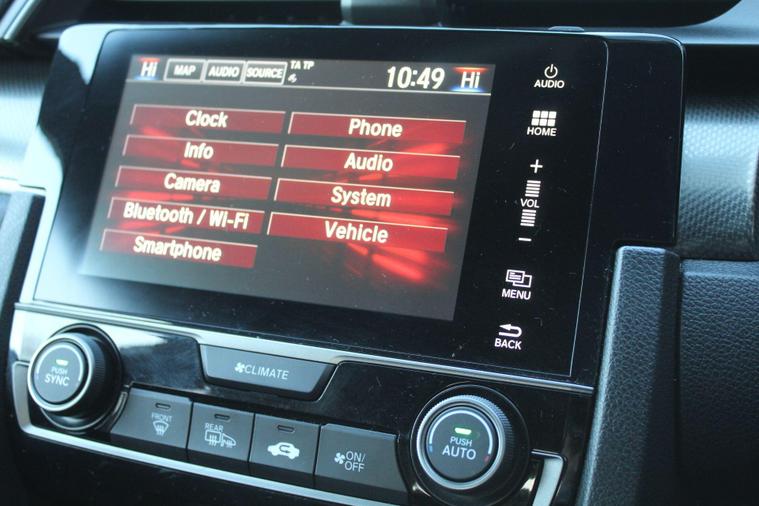 Hi MAP AUDIO SOURCE TA TP 10:49 Hi
Clock
Phone
Info
Audio
Camera
System
Bluetooth / Wi-Fi
Vehicle
Smartphone
AUDIO
HOME
+
VOL
−
MENU
BACK
PUSH
SYNC
CLIMATE
FRONT
REAR
ON/
OFF
PUSH
AUTO